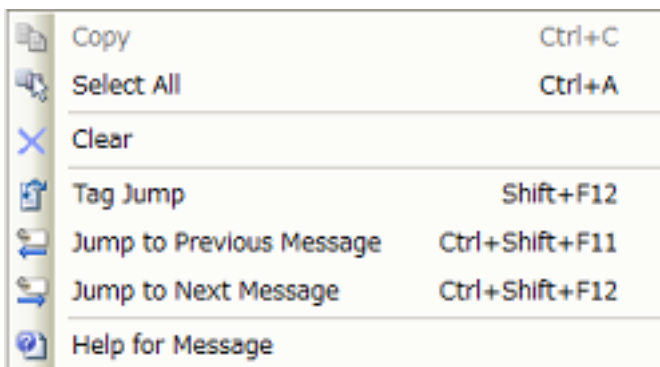 Copy Ctrl+C
Select All Ctrl+A
Clear
Tag Jump Shift+F12
Jump to Previous Message Ctrl+Shift+F11
Jump to Next Message Ctrl+Shift+F12
Help for Message